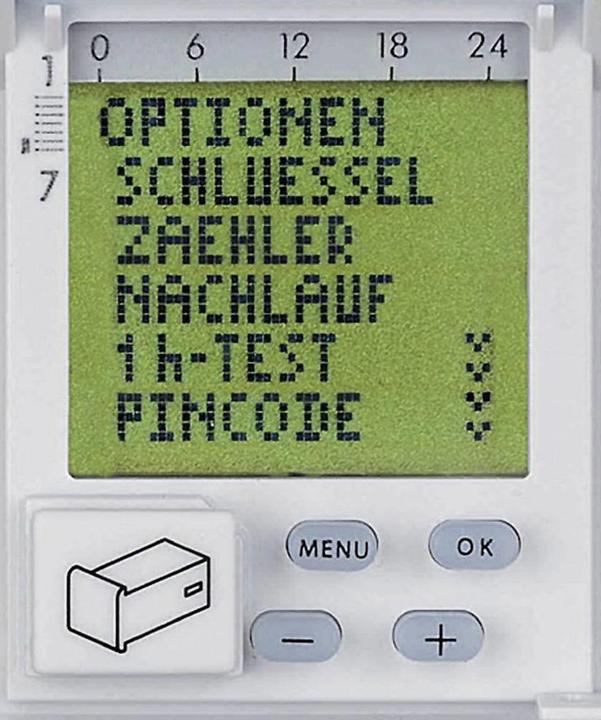 0 6 12 18 24
1
7
OPTIONEN
SCHLUESSEL
ZAEHLER
NACHLAUF
1h-TEST
PINCODE
MENU OK
− +